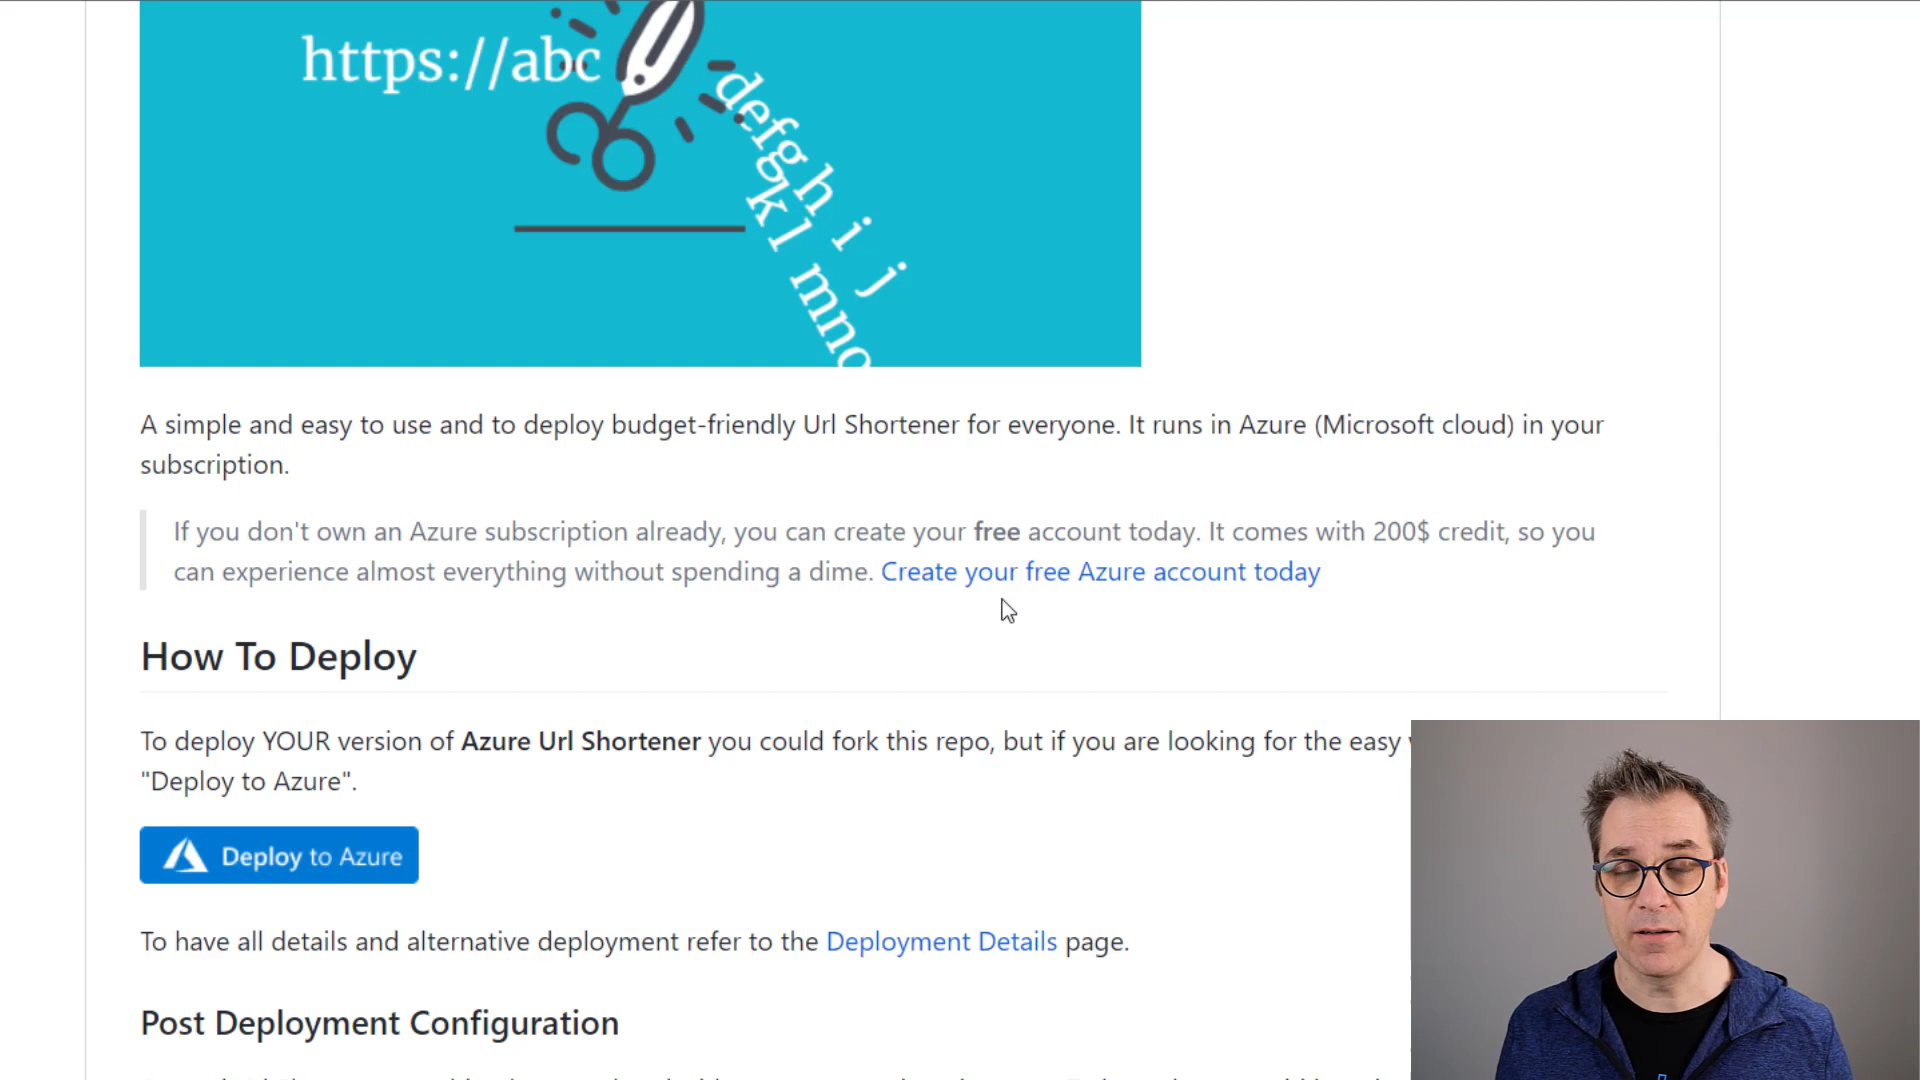 https://abc
defg h i j
kl mno
A simple and easy to use and to deploy budget-friendly Url Shortener for everyone. It runs in Azure (Microsoft cloud) in your
subscription.
If you don't own an Azure subscription already, you can create your free account today. It comes with 200$ credit, so you
can experience almost everything without spending a dime. Create your free Azure account today
How To Deploy
To deploy YOUR version of Azure Url Shortener you could fork this repo, but if you are looking for the easy
"Deploy to Azure".
Deploy to Azure
To have all details and alternative deployment refer to the Deployment Details page.
Post Deployment Configuration